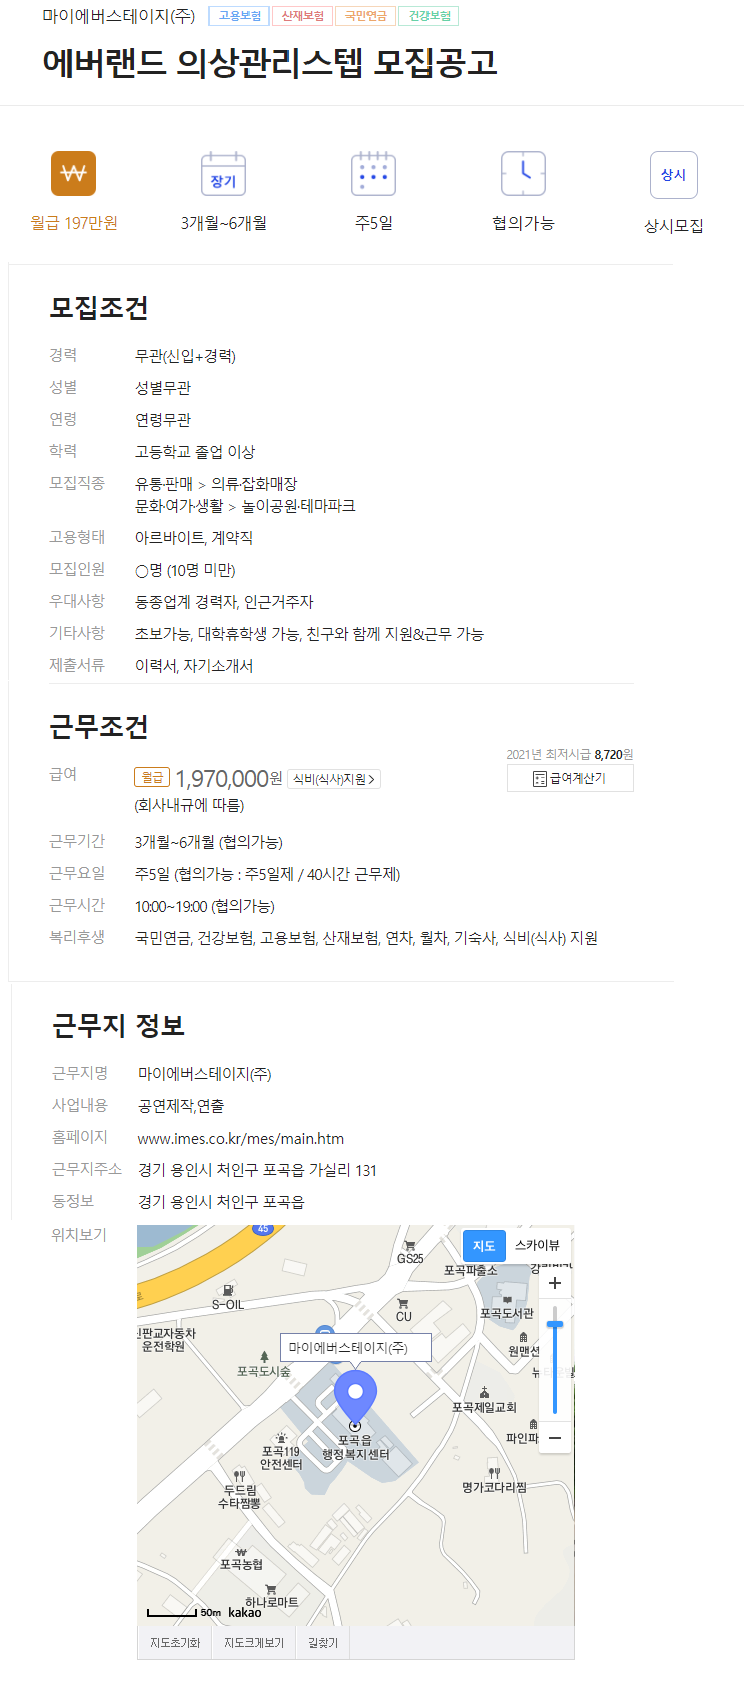 마이에버스테이지(주) 고용보험 산재보험 국민연금 건강보험
에버랜드 의상관리스텝 모집공고
₩ 장기 상시
월급 197만원 3개월~6개월 주5일 협의가능 상시모집
모집조건
경력 무관(신입+경력)
성별 성별무관
연령 연령무관
학력 고등학교 졸업 이상
모집직종 유통·판매 > 의류·잡화매장
문화·여가·생활 > 놀이공원·테마파크
고용형태 아르바이트, 계약직
모집인원 ○명 (10명 미만)
우대사항 동종업계 경력자, 인근거주자
기타사항 초보가능, 대학휴학생 가능, 친구와 함께 지원&근무 가능
제출서류 이력서, 자기소개서
근무조건
2021년 최저시급 8,720원
급여 월급 1,970,000원 식비(식사)지원 > 급여계산기
(회사내규에 따름)
근무기간 3개월~6개월 (협의가능)
근무요일 주5일 (협의가능 : 주5일제 / 40시간 근무제)
근무시간 10:00~19:00 (협의가능)
복리후생 국민연금, 건강보험, 고용보험, 산재보험, 연차, 월차, 기숙사, 식비(식사) 지원
근무지 정보
근무지명 마이에버스테이지(주)
사업내용 공연제작,연출
홈페이지 www.imes.co.kr/mes/main.htm
근무지주소 경기 용인시 처인구 포곡읍 가실리 131
동정보 경기 용인시 처인구 포곡읍
위치보기
45
지도 스카이뷰
GS25
포곡파출소
S-OIL
CU
포곡도서관
신판교자동차
운전학원
원맨션
마이에버스테이지(주)
포곡도시숲
포곡제일교회
포곡읍
행정복지센터
파인파
포곡119
안전센터
명가코다리찜
두드림
수타짬뽕
포곡농협
하나로마트
50m kakao
지도초기화 지도크게보기 길찾기